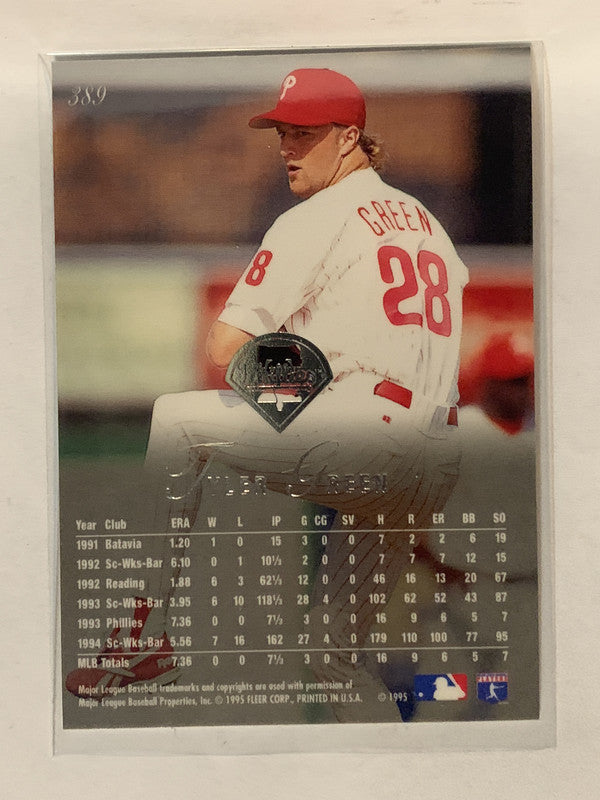 389
P
GREEN
8
28
Phillies
Tyler Green
Year Club ERA W L IP G CG SV H R ER BB SO
1991 Batavia 1.20 1 0 15 3 0 0 7 2 2 6 19
1992 Sc-Wks-Bar 6.10 0 1 10⅓ 2 0 0 7 7 7 12 15
1992 Reading 1.88 6 3 62⅓ 12 0 0 46 16 13 20 67
1993 Sc-Wks-Bar 3.95 6 10 118⅓ 28 4 0 102 62 52 43 87
1993 Phillies 7.36 0 0 7⅓ 3 0 0 16 9 6 5 7
1994 Sc-Wks-Bar 5.56 7 16 162 27 4 0 179 110 100 77 95
MLB Totals 7.36 0 0 7⅓ 3 0 0 16 9 6 5 7
Major League Baseball trademarks and copyrights are used with permission of
Major League Baseball Properties, Inc. © 1995 FLEER CORP., PRINTED IN U.S.A. © 1995